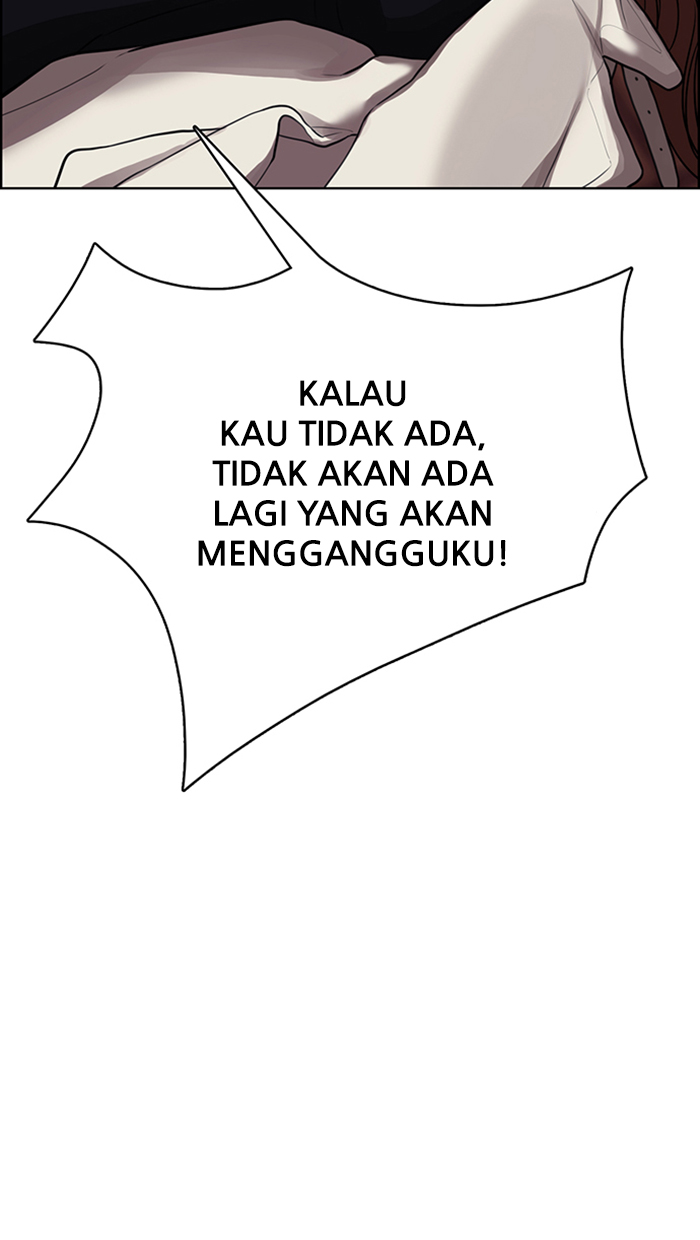 KALAU
KAU TIDAK ADA,
TIDAK AKAN ADA
LAGI YANG AKAN
MENGGANGGUKU!